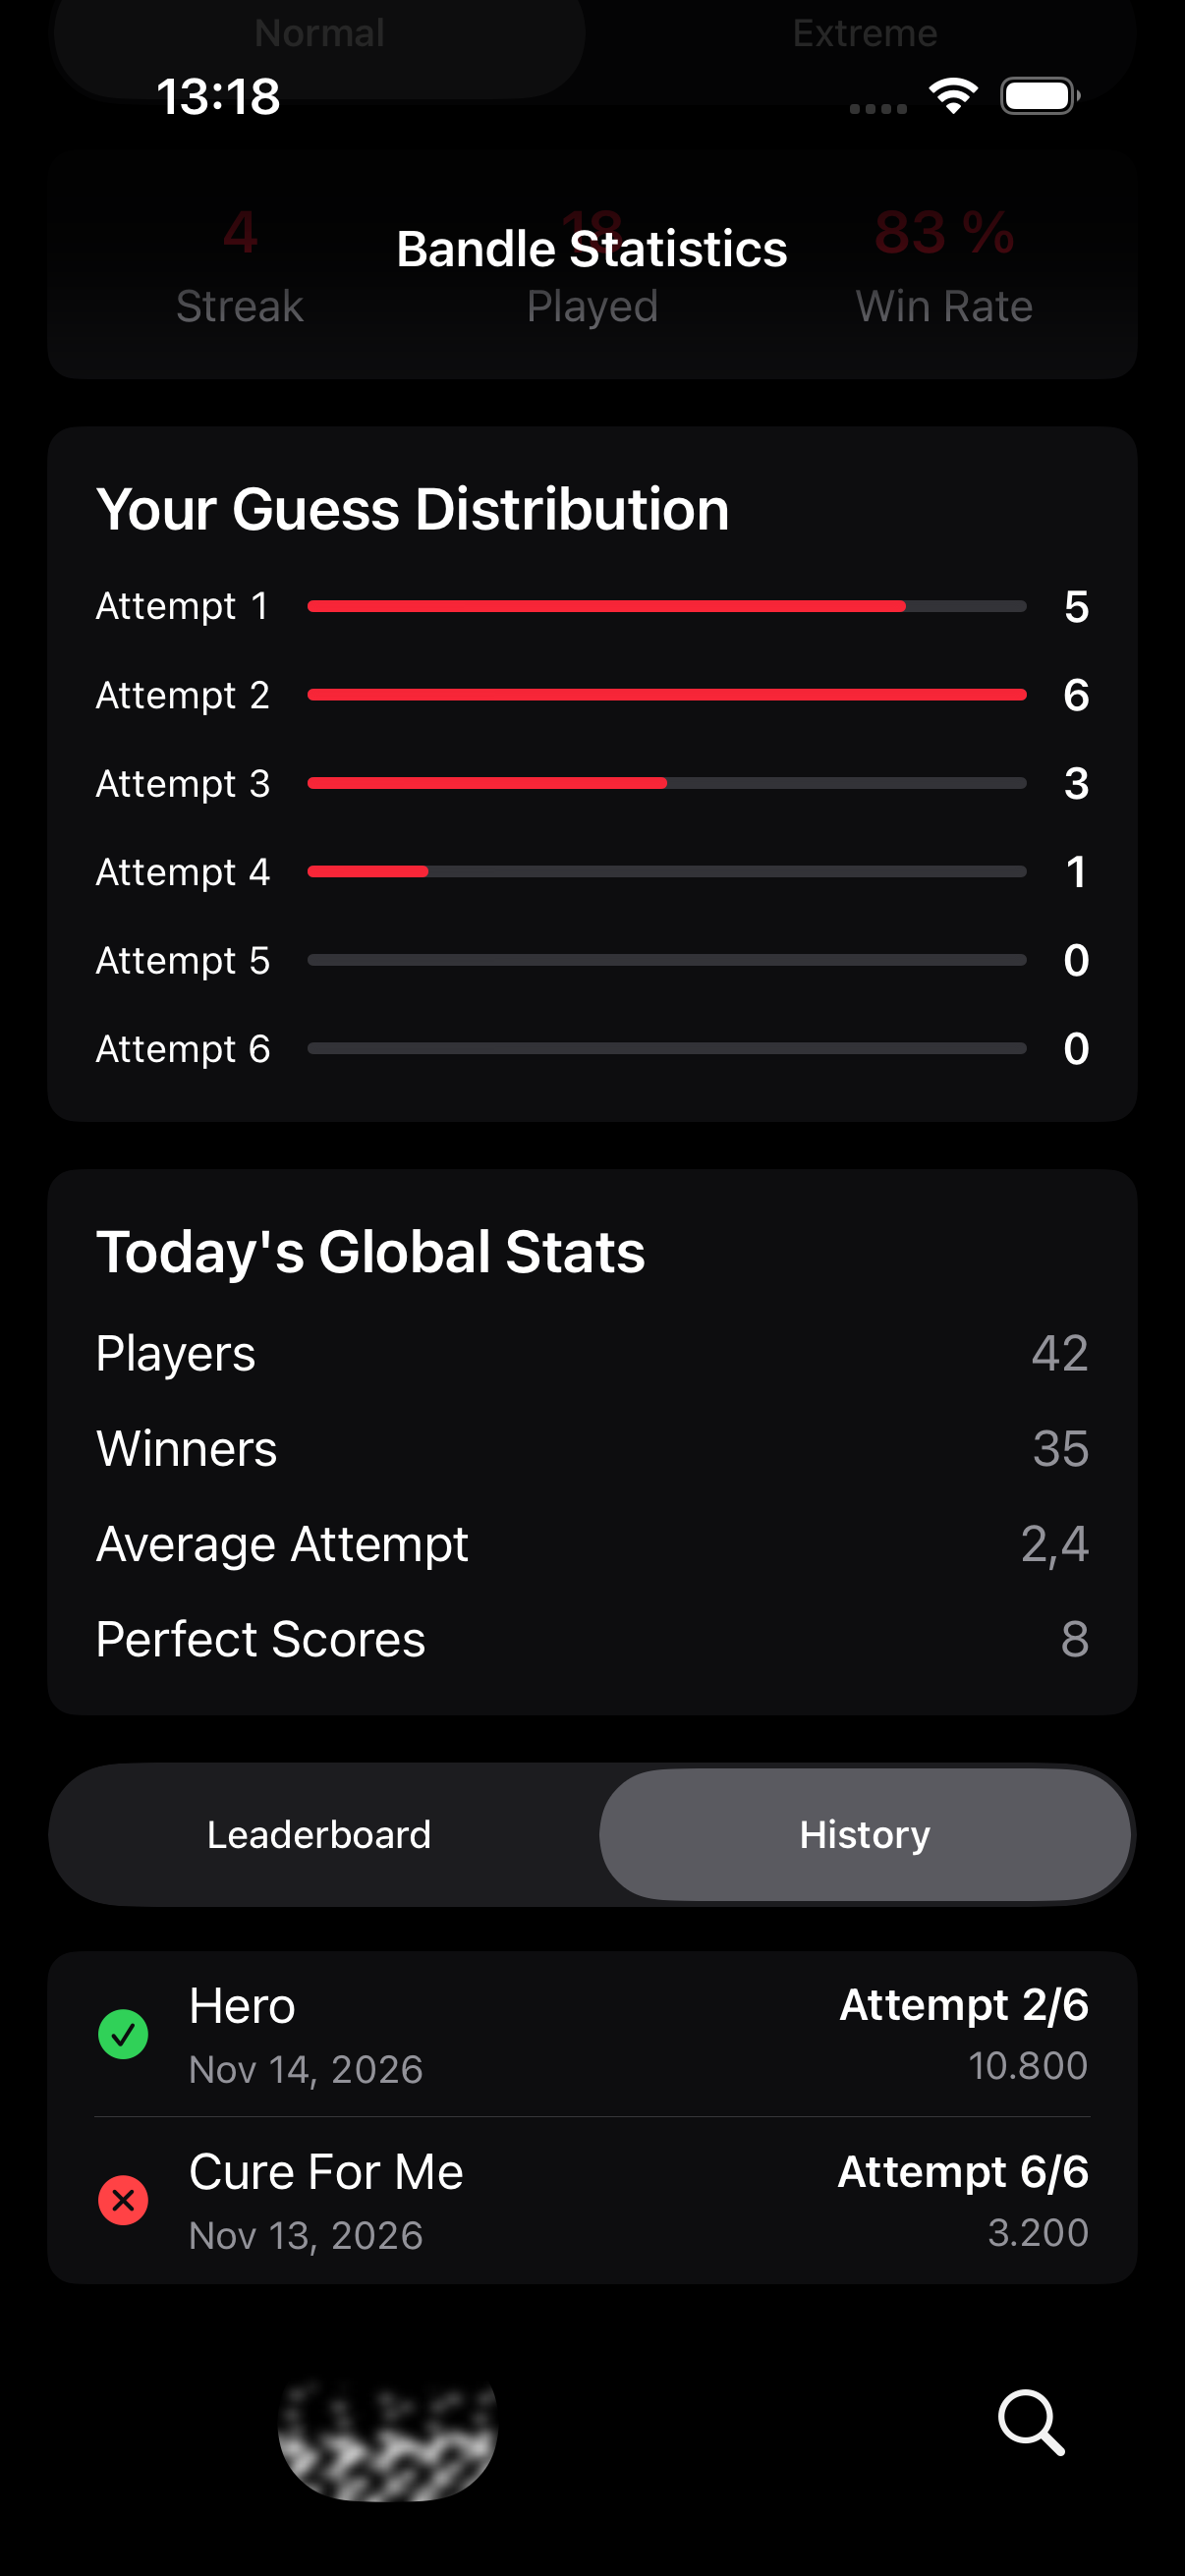 Normal
Extreme
13:18
4
18
83 %
Bandle Statistics
Streak
Played
Win Rate
Your Guess Distribution
Attempt 1
5
Attempt 2
6
Attempt 3
3
Attempt 4
1
Attempt 5
0
Attempt 6
0
Today's Global Stats
Players
42
Winners
35
Average Attempt
2,4
Perfect Scores
8
Leaderboard
History
Hero
Attempt 2/6
Nov 14, 2026
10.800
Cure For Me
Attempt 6/6
Nov 13, 2026
3.200